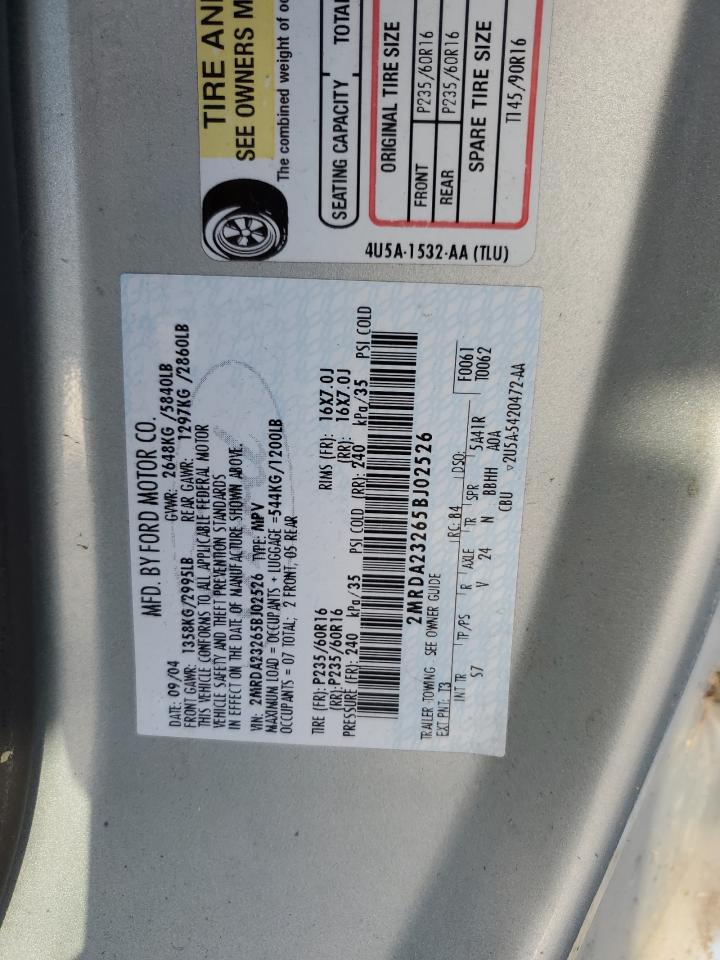 MFD. BY FORD MOTOR CO.
DATE: 09/04 GVWR: 2648KG /5840LB
FRONT GAWR: 1358KG/2995LB REAR GAWR: 1297KG /2860LB
THIS VEHICLE CONFORMS TO ALL APPLICABLE FEDERAL MOTOR
VEHICLE SAFETY AND THEFT PREVENTION STANDARDS
IN EFFECT ON THE DATE OF MANUFACTURE SHOWN ABOVE.
VIN: 2MRDA23265BJ02526 TYPE: MPV
MAXIMUM LOAD = OCCUPANTS + LUGGAGE =544KG/1200LB
OCCUPANTS = 07 TOTAL; 2 FRONT, 05 REAR
TIRE (FR): P235/60R16 RIMS (FR): 16X7.0J
(RR):P235/60R16 (RR): 16X7.0J
PRESSURE (FR): 240 kPa/35 PSI COLD (RR): 240 kPa/35 PSI COLD
2MRDA23265BJ02526
TRAILER TOWING SEE OWNER GUIDE
EXT PNT: T3 RC: 84 DSO: F0061
INT TR TP/PS R AXLE TR SPR 5A41R T0062
S7 V 24 N BBHH A0A
CBU ▽2U5A-5420472-AA
TIRE AN
SEE OWNERS M
The combined weight of oc
SEATING CAPACITY TOTA
ORIGINAL TIRE SIZE
FRONT P235/60R16
REAR P235/60R16
SPARE TIRE SIZE
T145/90R16
4U5A-1532-AA (TLU)